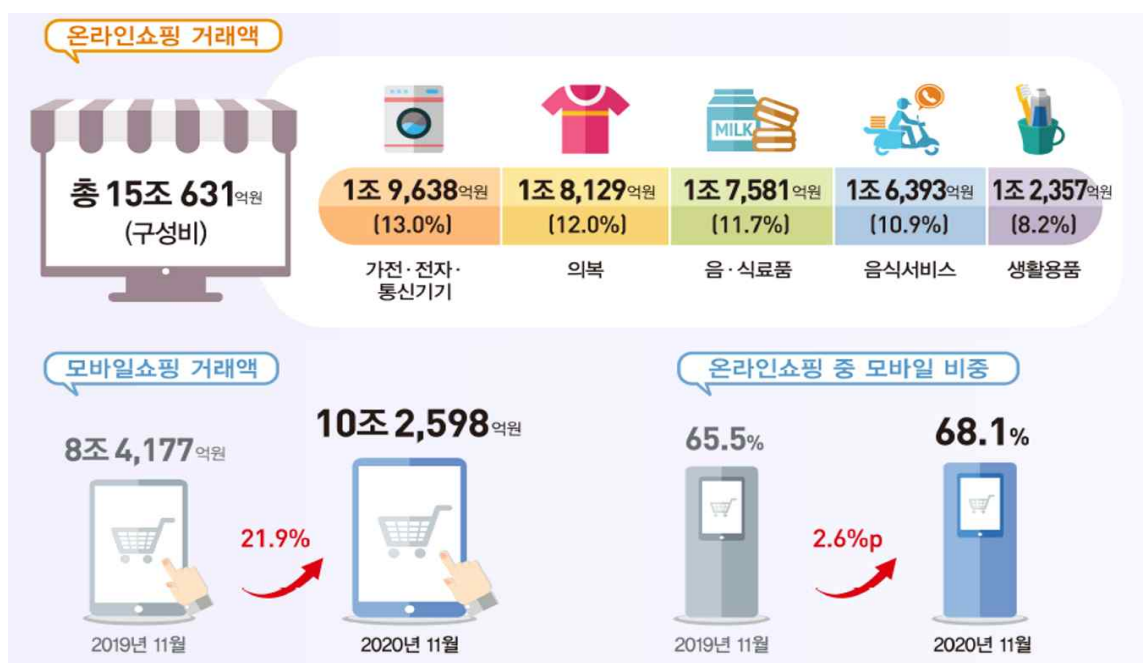 온라인쇼핑 거래액
총 15조 631억원
(구성비)
MILK
1조 9,638억원 1조 8,129억원 1조 7,581억원 1조 6,393억원 1조 2,357억원
(13.0%) (12.0%) (11.7%) (10.9%) (8.2%)
가전·전자· 의복 음·식료품 음식서비스 생활용품
통신기기
모바일쇼핑 거래액
8조 4,177억원
10조 2,598억원
21.9%
2019년 11월 2020년 11월
온라인쇼핑 중 모바일 비중
65.5%
68.1%
2.6%p
2019년 11월 2020년 11월